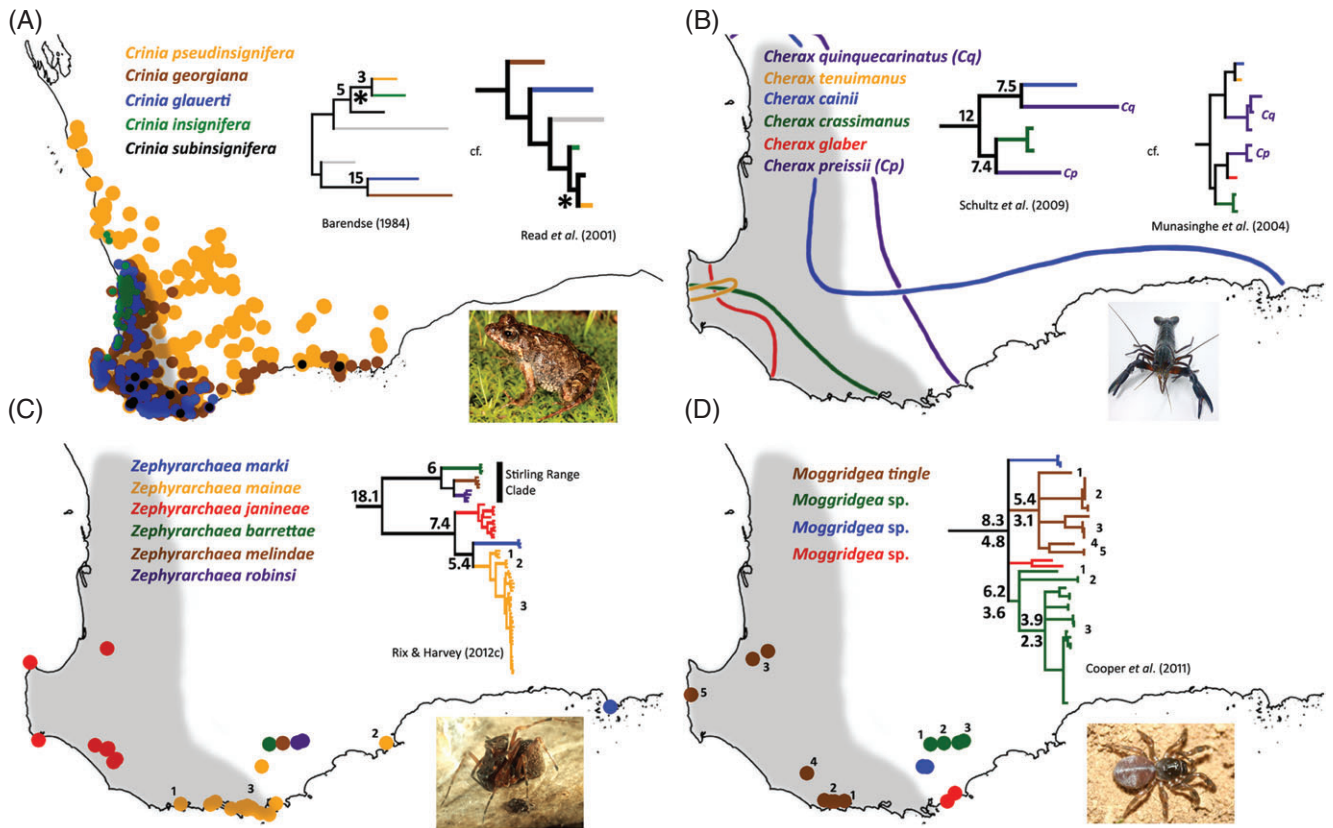 (A)
Crinia pseudinsignifera
Crinia georgiana
Crinia glauerti
Crinia insignifera
Crinia subinsignifera
3
5
*
15
Barendse (1984)
cf.
*
Read et al. (2001)
(B)
Cherax quinquecarinatus (Cq)
Cherax tenuimanus
Cherax cainii
Cherax crassimanus
Cherax glaber
Cherax preissii (Cp)
7.5
12
Cq
7.4
Cp
Schultz et al. (2009)
cf.
Cq
Cp
Munasinghe et al. (2004)
(C)
Zephyrarchaea marki
Zephyrarchaea mainae
Zephyrarchaea janineae
Zephyrarchaea barrettae
Zephyrarchaea melindae
Zephyrarchaea robinsi
6
Stirling Range
Clade
18.1
7.4
5.4
1
2
3
Rix & Harvey (2012c)
2
1
3
(D)
Moggridgea tingle
Moggridgea sp.
Moggridgea sp.
Moggridgea sp.
1
5.4
2
8.3
3.1
3
4.8
4
5
1
2
6.2
3.6
3.9
3
2.3
Cooper et al. (2011)
3
5
1 2 3
4
2 1